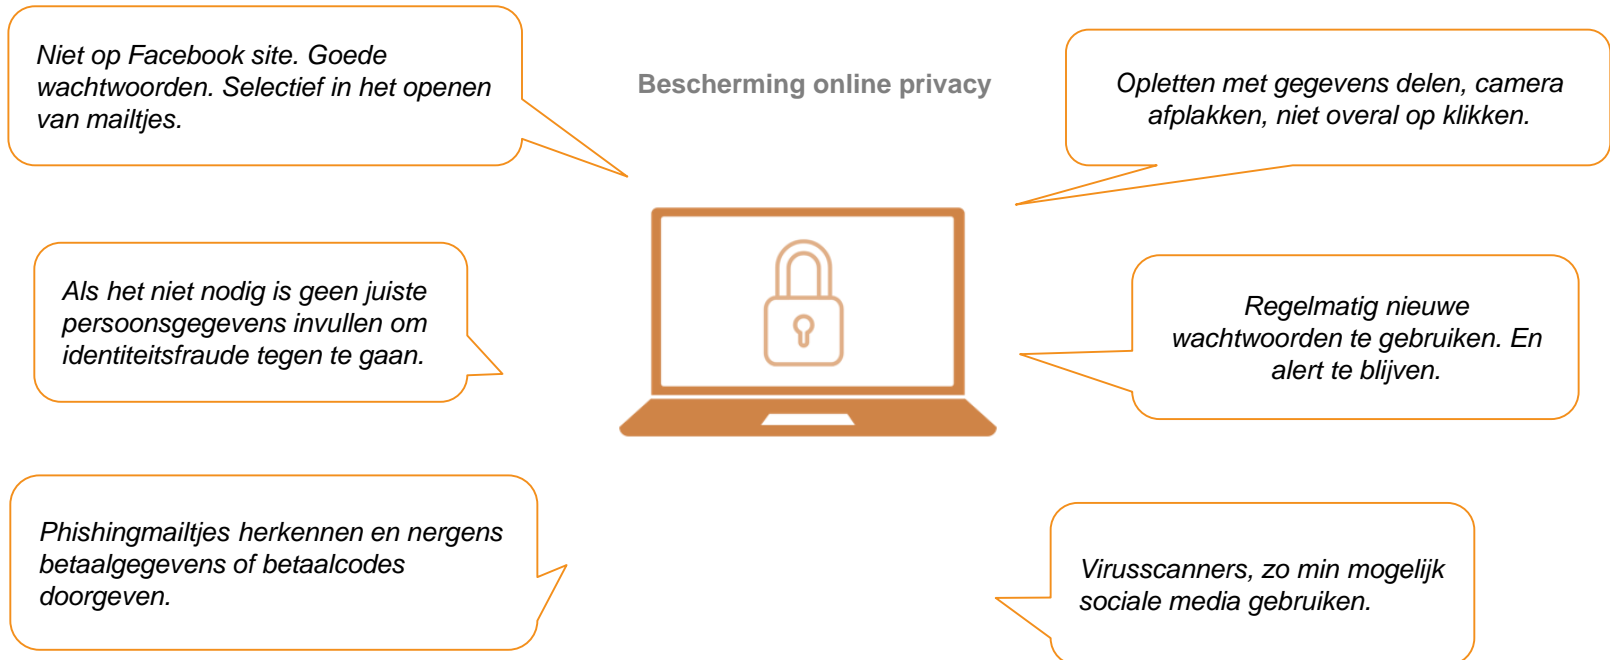 Bescherming online privacy
Niet op Facebook site. Goede
wachtwoorden. Selectief in het openen
van mailtjes.
Opletten met gegevens delen, camera
afplakken, niet overal op klikken.
Als het niet nodig is geen juiste
persoonsgegevens invullen om
identiteitsfraude tegen te gaan.
Regelmatig nieuwe
wachtwoorden te gebruiken. En
alert te blijven.
Phishingmailtjes herkennen en nergens
betaalgegevens of betaalcodes
doorgeven.
Virusscanners, zo min mogelijk
sociale media gebruiken.